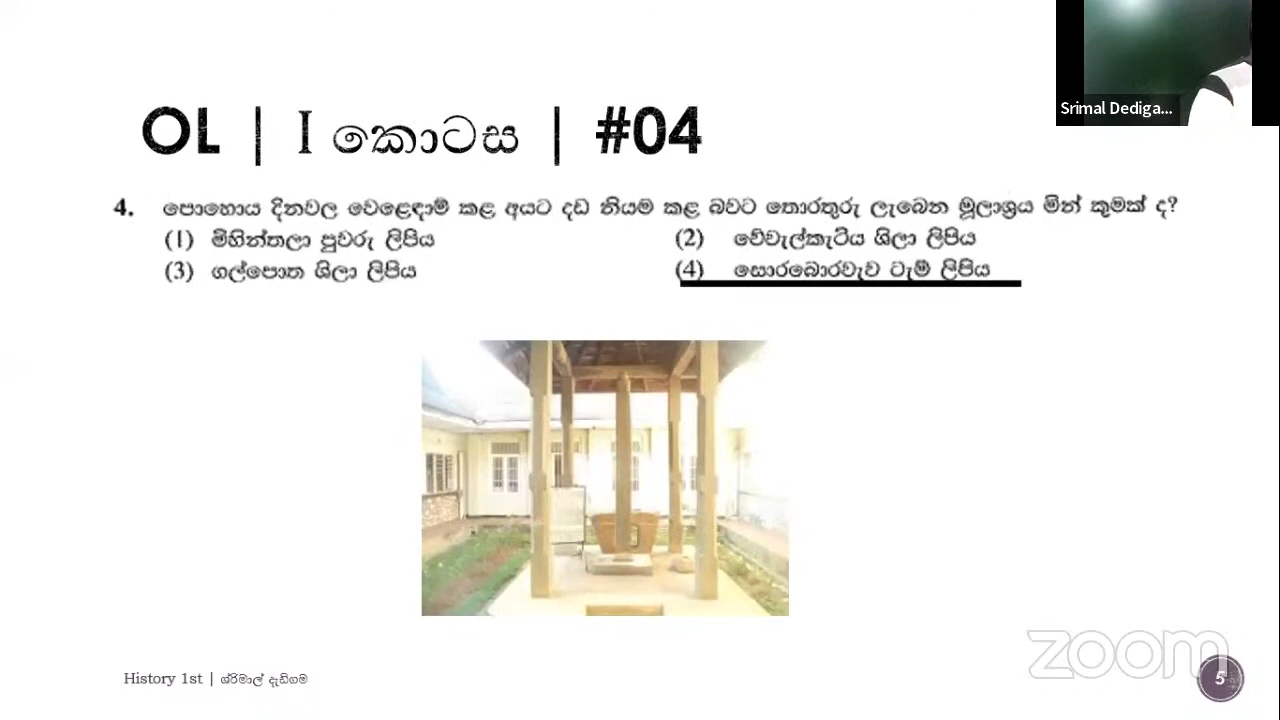 Srimal Dediga...
OL | I කොටස | #04
4. පොහොය දිනවල වෙළෙඳාම් කළ අයට දඩ නියම කළ බවට තොරතුරු ලැබෙන මූලාශ්‍රය මින් කුමක් ද?
(1) මිහින්තලා පුවරු ලිපිය (2) වේවැල්කැටිය ශිලා ලිපිය
(3) ගල්පොත ශිලා ලිපිය (4) සොරබොරවැව ටැම් ලිපිය
zoom
History 1st | ශ්රිමාල් දැඩිගම
5